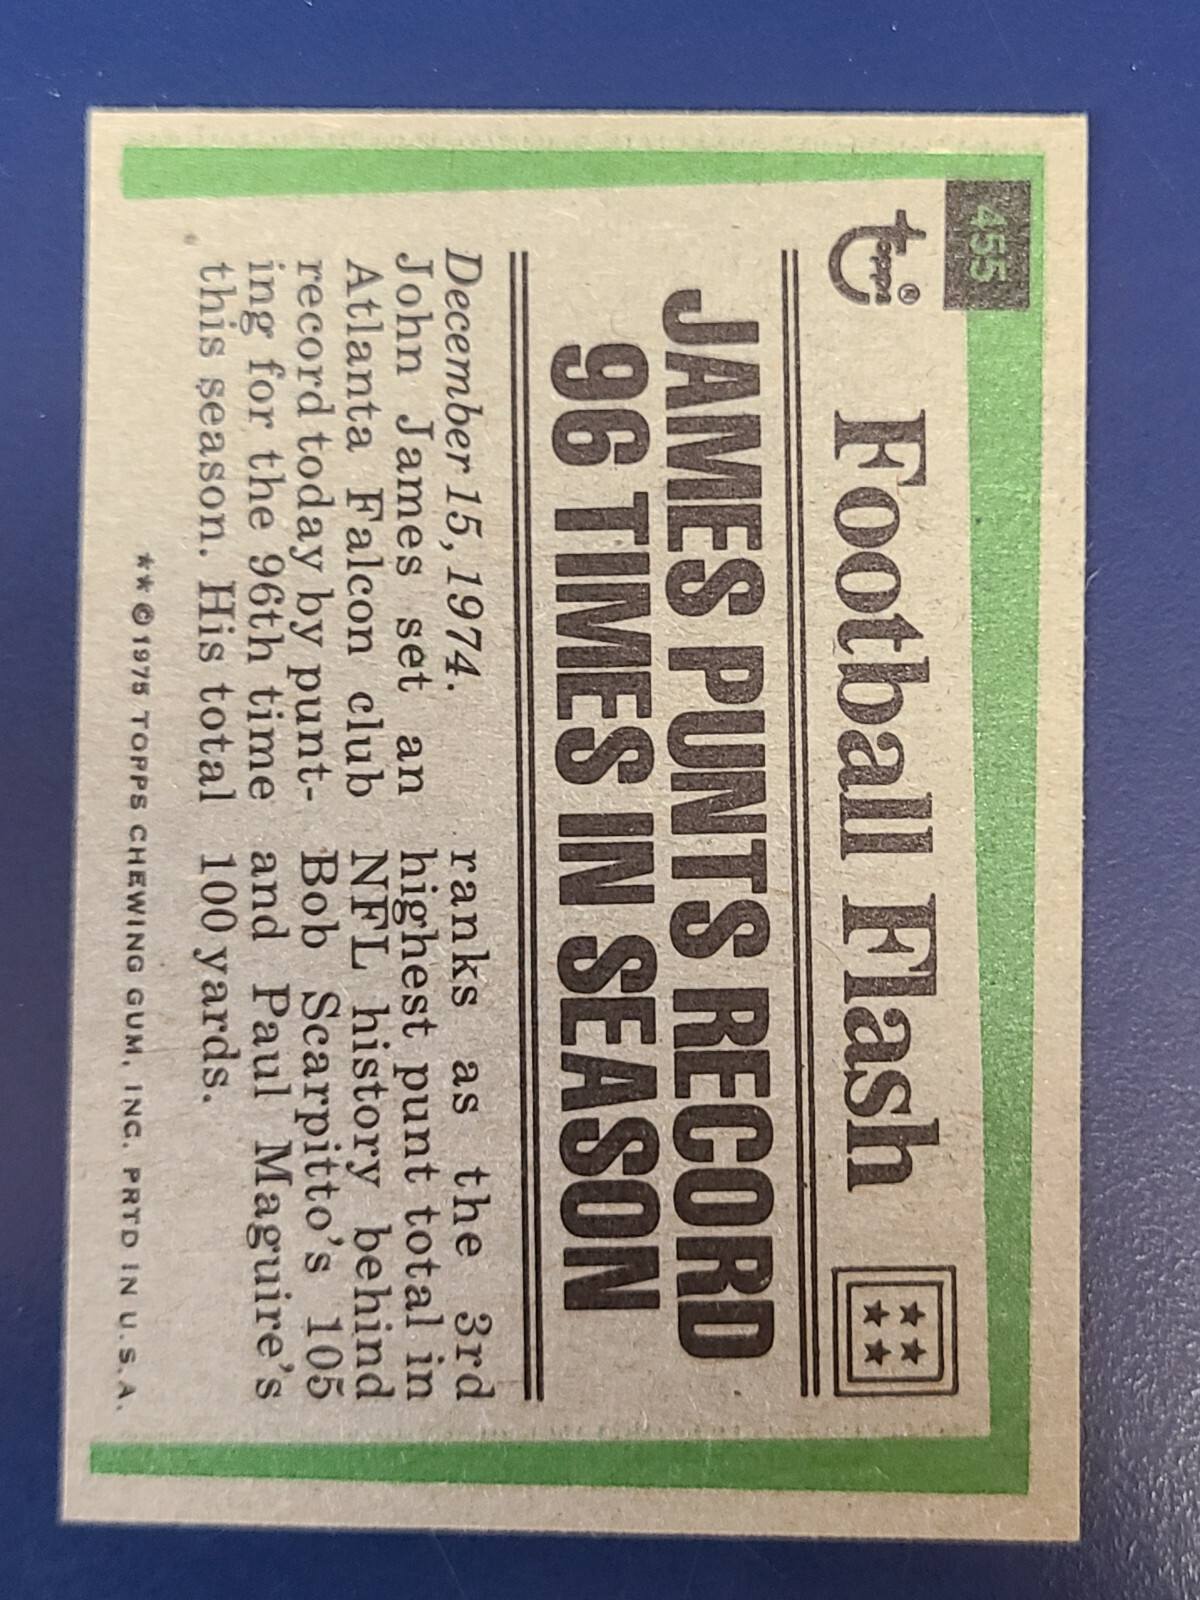 455
topps®
Football Flash
JAMES PUNTS RECORD
96 TIMES IN SEASON
December 15, 1974.
John James set an
Atlanta Falcon club
record today by punt-
ing for the 96th time
this season. His total
ranks as the 3rd
highest punt total in
NFL history behind
Bob Scarpitto's 105
and Paul Maguire's
100 yards.
**©1975 TOPPS CHEWING GUM, INC. PRTD IN U.S.A.